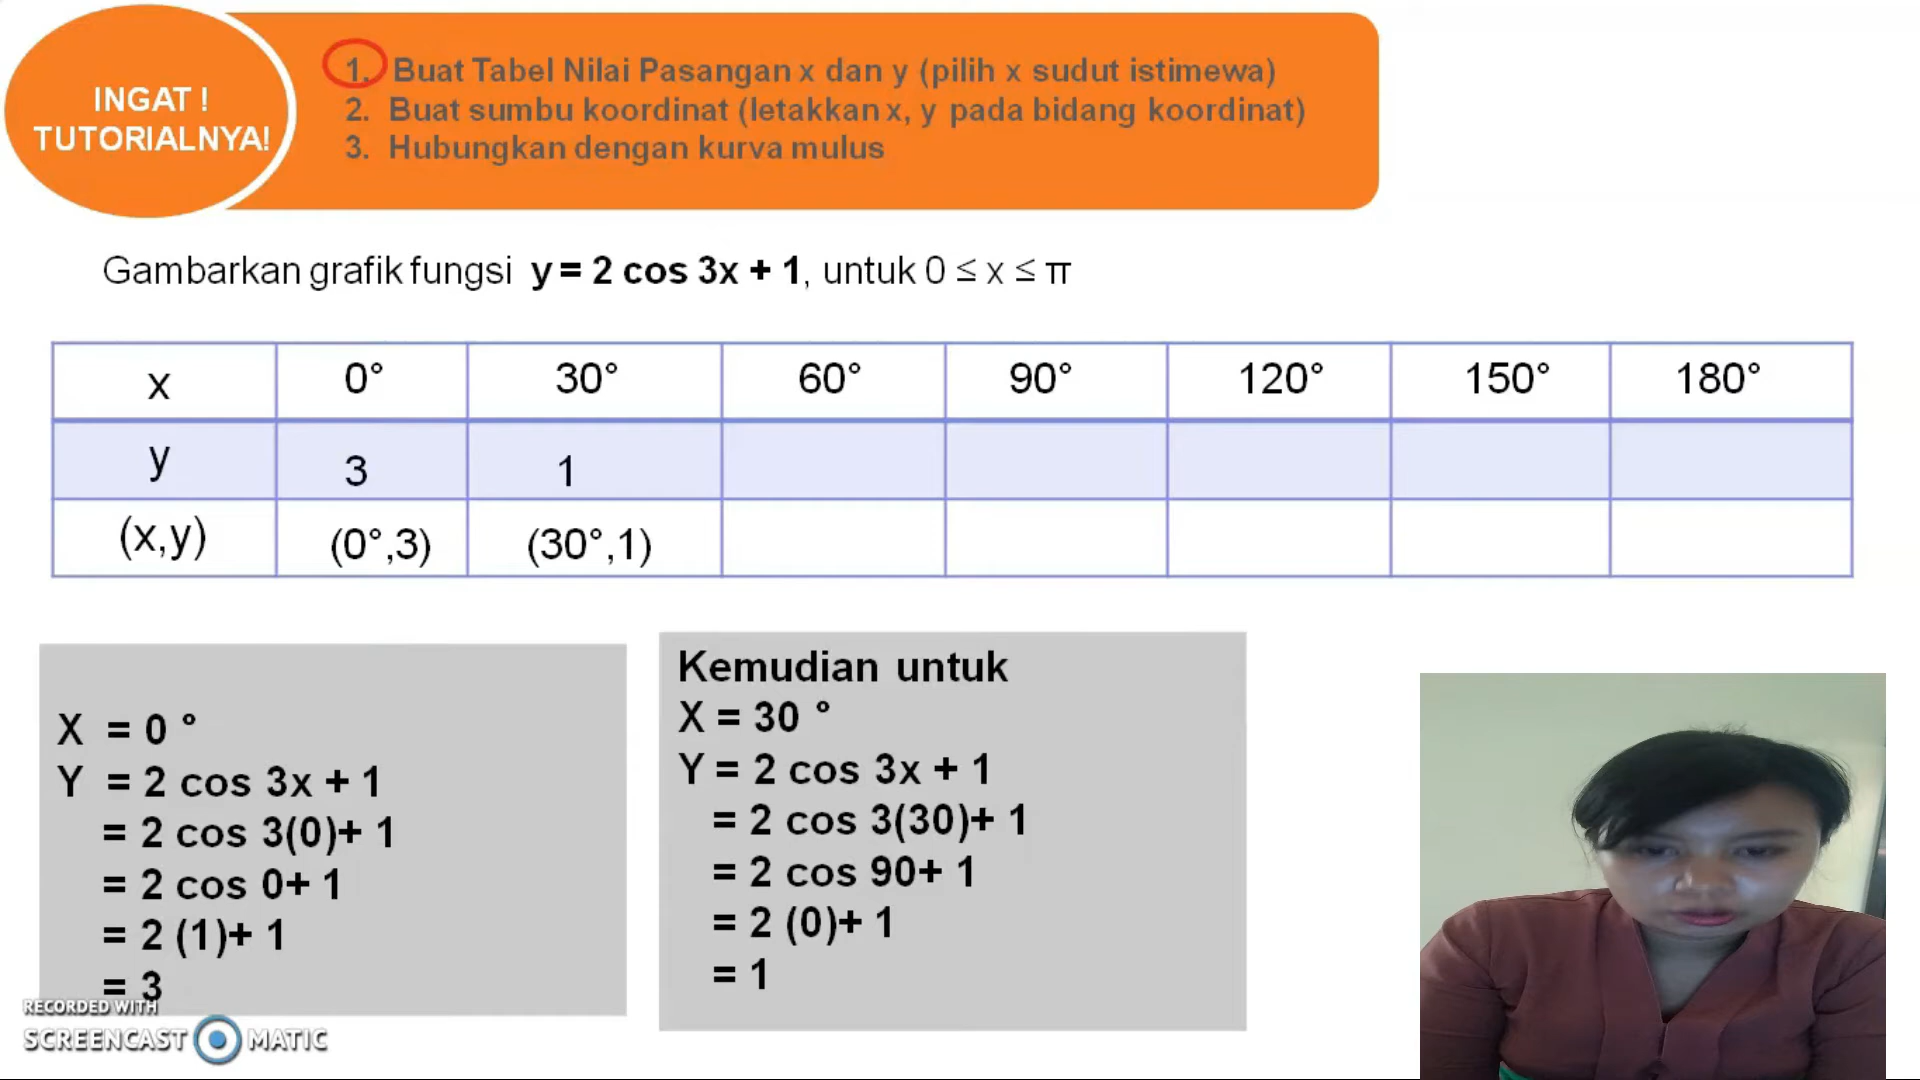 INGAT !
TUTORIALNYA!
1. Buat Tabel Nilai Pasangan x dan y (pilih x sudut istimewa)
2. Buat sumbu koordinat (letakkan x, y pada bidang koordinat)
3. Hubungkan dengan kurva mulus
Gambarkan grafik fungsi y = 2 cos 3x + 1, untuk 0 ≤ x ≤ π
x 0° 30° 60° 90° 120° 150° 180°
y 3 1
(x,y) (0°,3) (30°,1)
X = 0 °
Y = 2 cos 3x + 1
= 2 cos 3(0)+ 1
= 2 cos 0+ 1
= 2 (1)+ 1
= 3
Kemudian untuk
X = 30 °
Y = 2 cos 3x + 1
= 2 cos 3(30)+ 1
= 2 cos 90+ 1
= 2 (0)+ 1
= 1
RECORDED WITH
SCREENCAST MATIC